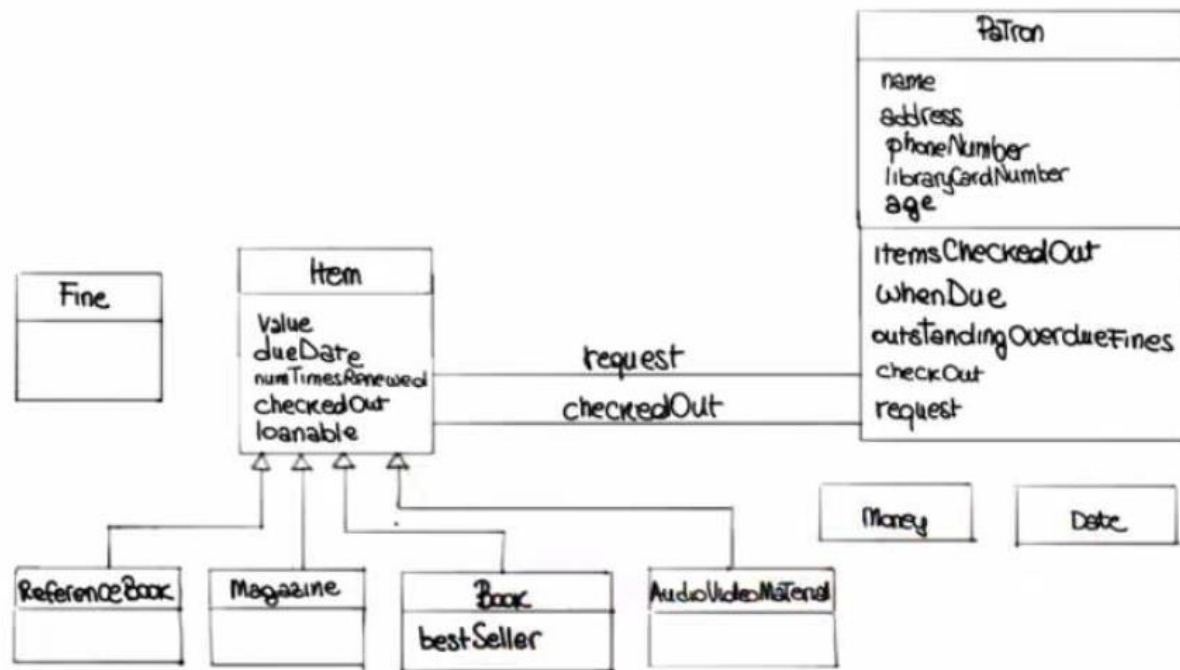 Patron
name
address
phoneNumber
libraryCardNumber
age
itemsCheckedOut
whenDue
outstandingOverdueFines
checkOut
request
Fine
Item
value
dueDate
numTimesRenewed
checkedOut
loanable
request
checkedOut
Money
Date
ReferenceBook
Magazine
Book
bestSeller
AudioVideoMaterial